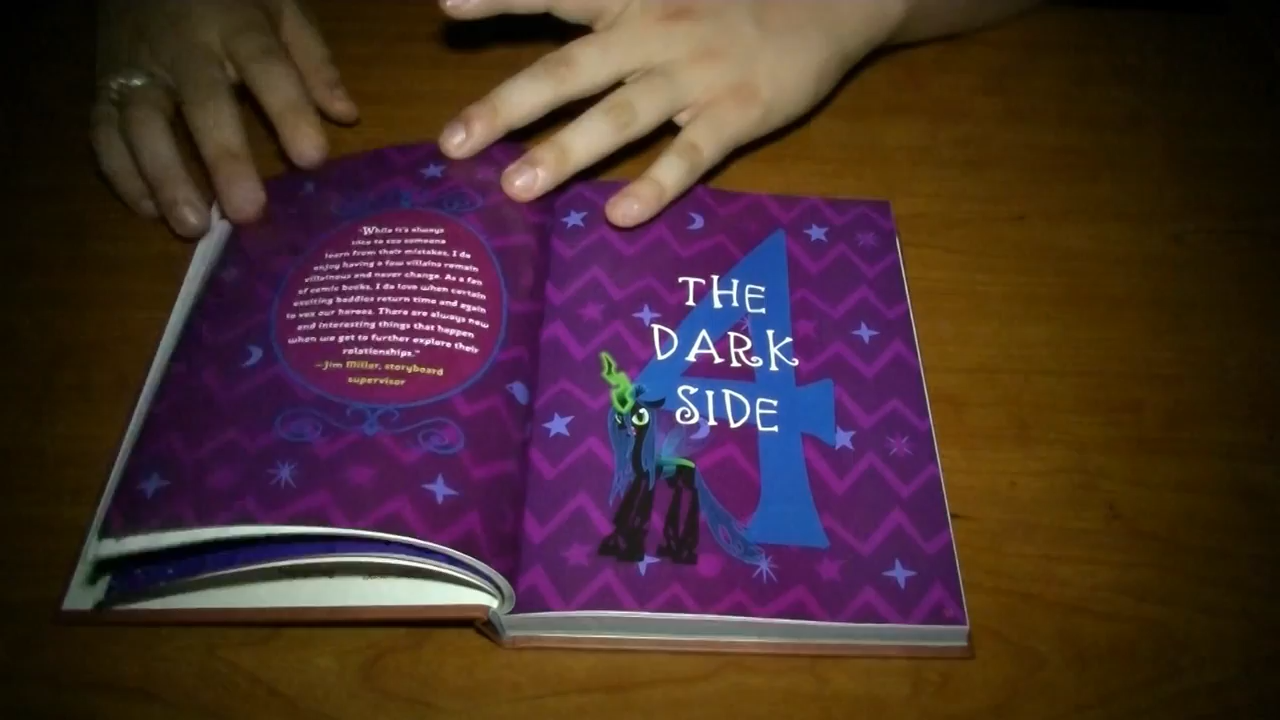 "While it's always
nice to see someone
learn from their mistakes, I do
enjoy having a few villains remain
villainous and never change. As a fan
of comic books, I do love when certain
exciting baddies return time and again
to vex our heroes. There are always new
and interesting things that happen
when we get to further explore their
relationships."
—Jim Miller, storyboard
supervisor
4
THE
DARK
SIDE